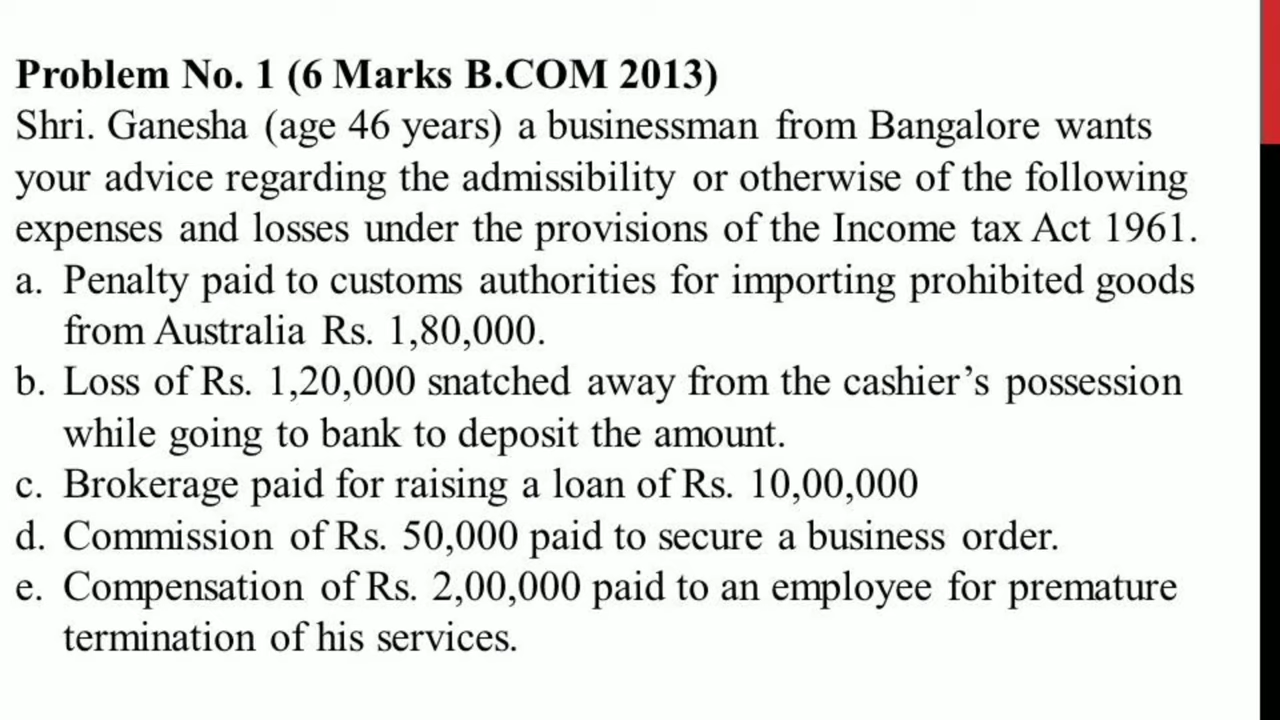 Problem No. 1 (6 Marks B.COM 2013)
Shri. Ganesha (age 46 years) a businessman from Bangalore wants
your advice regarding the admissibility or otherwise of the following
expenses and losses under the provisions of the Income tax Act 1961.
a. Penalty paid to customs authorities for importing prohibited goods
from Australia Rs. 1,80,000.
b. Loss of Rs. 1,20,000 snatched away from the cashier’s possession
while going to bank to deposit the amount.
c. Brokerage paid for raising a loan of Rs. 10,00,000
d. Commission of Rs. 50,000 paid to secure a business order.
e. Compensation of Rs. 2,00,000 paid to an employee for premature
termination of his services.